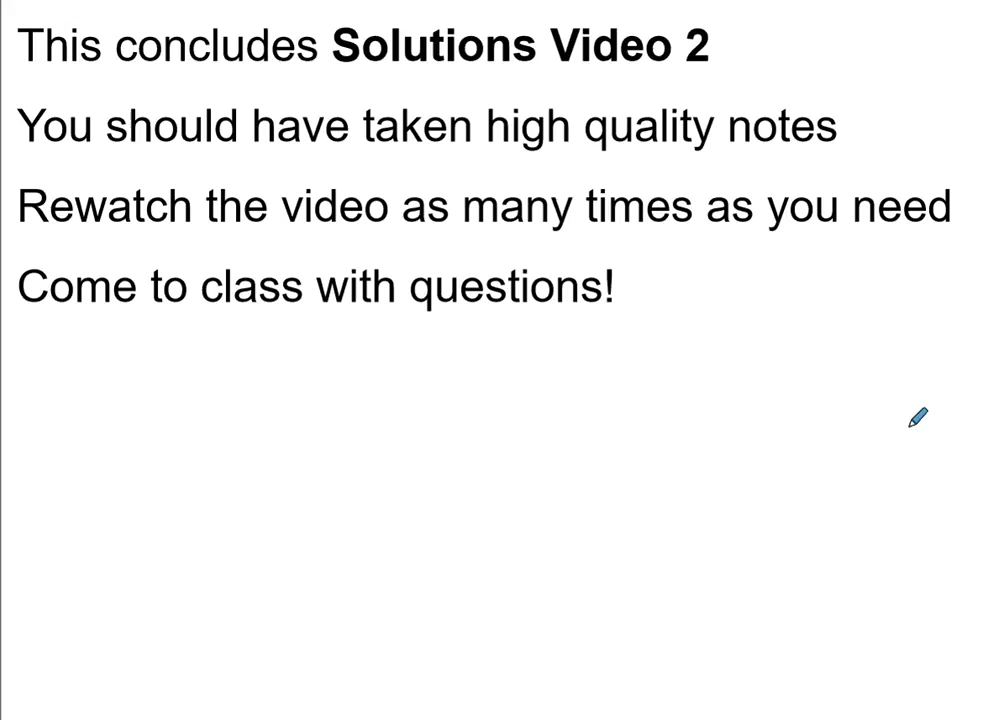 This concludes Solutions Video 2
You should have taken high quality notes
Rewatch the video as many times as you need
Come to class with questions!